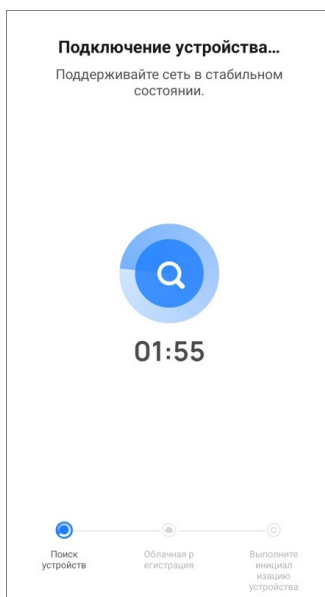 Подключение устройства...
Поддерживайте сеть в стабильном
состоянии.
01:55
Поиск
устройств
Облачная р
егистрация
Выполните
инициал
изацию
устройства